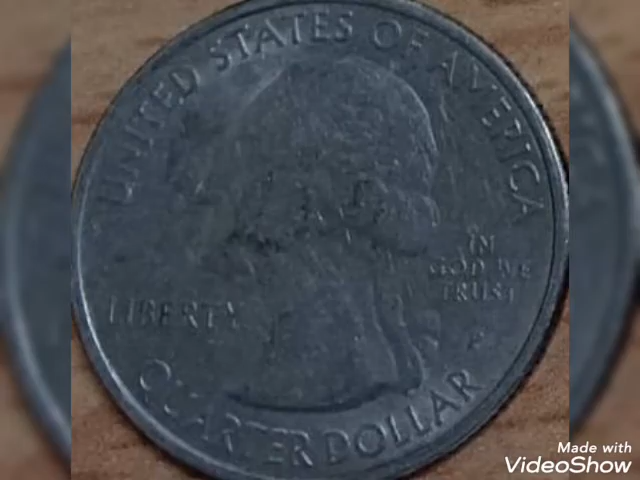 UNITED STATES OF AMERICA
IN
GOD WE
TRUST
LIBERTY
P
QUARTER DOLLAR
Made with
VideoShow